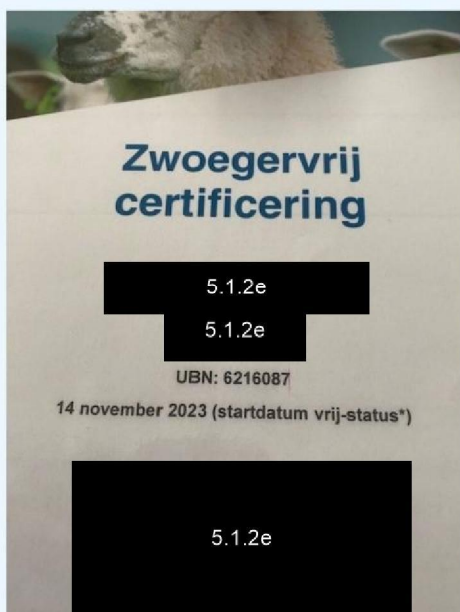 Zwoegervrij
certificering
5.1.2e
5.1.2e
UBN: 6216087
14 november 2023 (startdatum vrij-status*)
5.1.2e